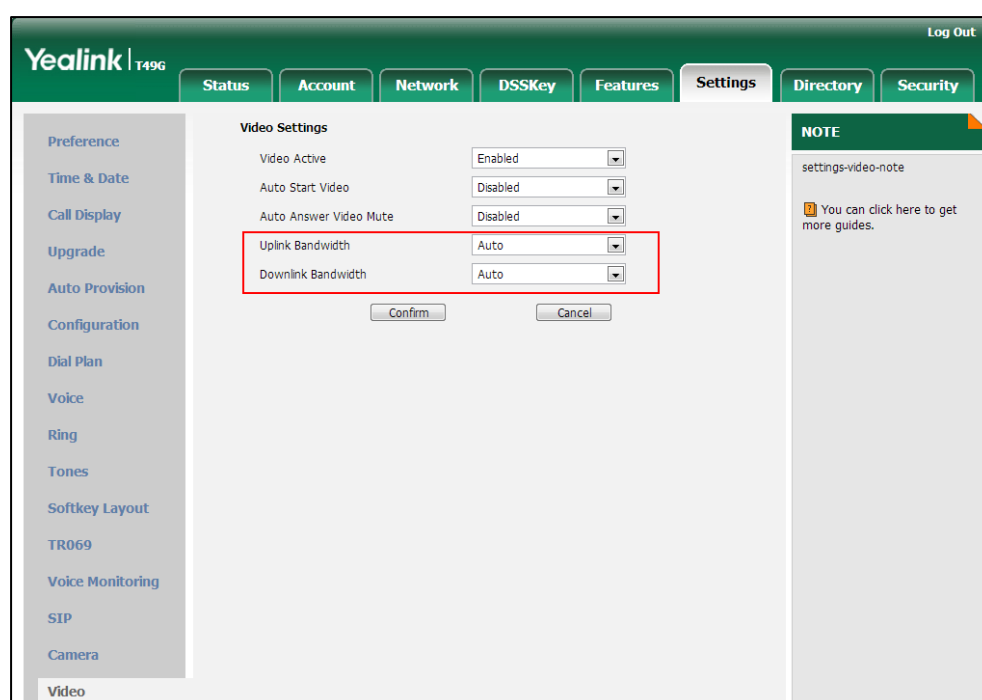 Log Out
Yealink | T49G
Status Account Network DSSKey Features Settings Directory Security
Preference
Time & Date
Call Display
Upgrade
Auto Provision
Configuration
Dial Plan
Voice
Ring
Tones
Softkey Layout
TR069
Voice Monitoring
SIP
Camera
Video
Video Settings
Video Active Enabled
Auto Start Video Disabled
Auto Answer Video Mute Disabled
Uplink Bandwidth Auto
Downlink Bandwidth Auto
Confirm Cancel
NOTE
settings-video-note
? You can click here to get
more guides.